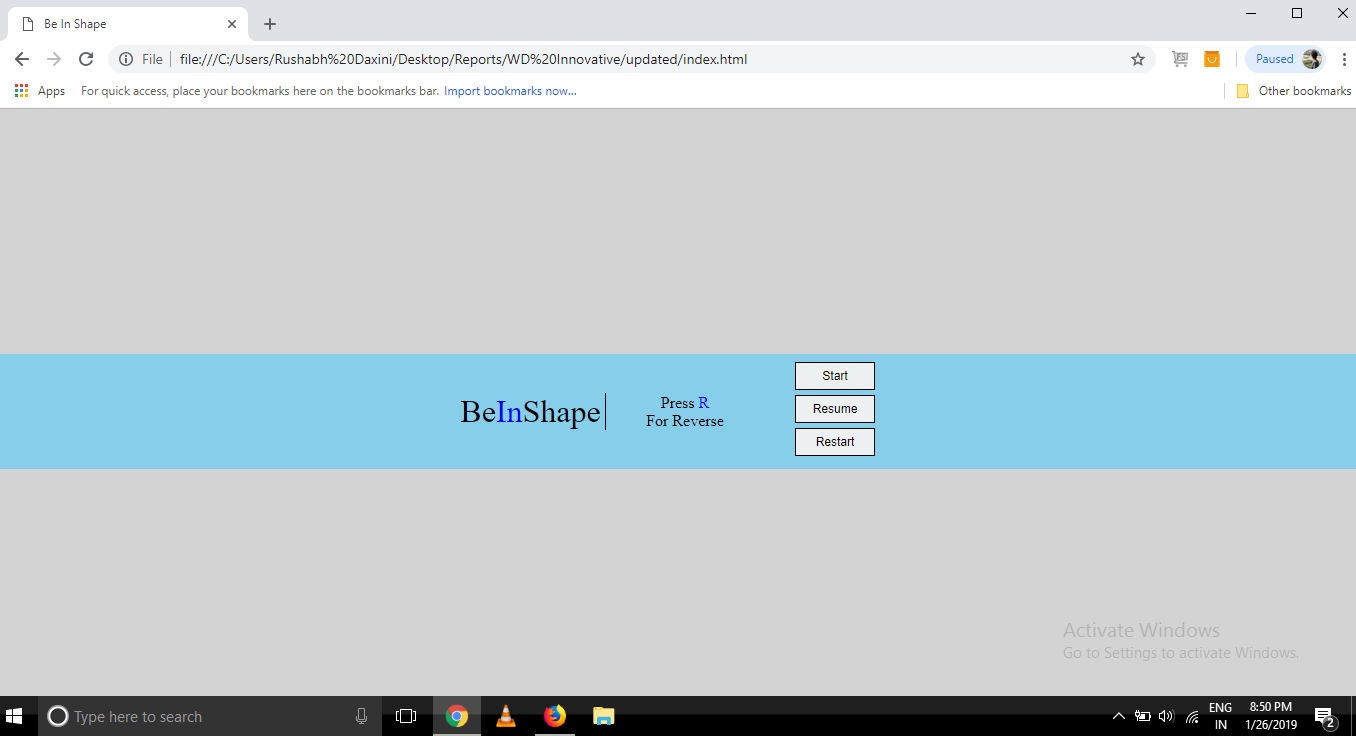 Be In Shape
File file:///C:/Users/Rushabh%20Daxini/Desktop/Reports/WD%20Innovative/updated/index.html Paused
Apps For quick access, place your bookmarks here on the bookmarks bar. Import bookmarks now... Other bookmarks
Start
BeInShape
Press R
For Reverse
Resume
Restart
Activate Windows
Go to Settings to activate Windows.
Type here to search
ENG
IN
8:50 PM
1/26/2019
2